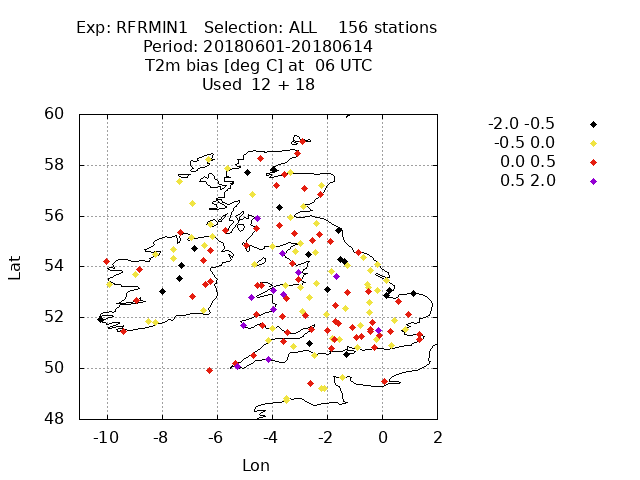 Exp: RFRMIN1   Selection: ALL    156 stations
Period: 20180601-20180614
T2m bias [deg C] at  06 UTC
Used  12 + 18
-2.0 -0.5
-0.5 0.0
0.0 0.5
0.5 2.0
60
58
56
54
52
50
48
Lat
-10 -8 -6 -4 -2 0 2
Lon